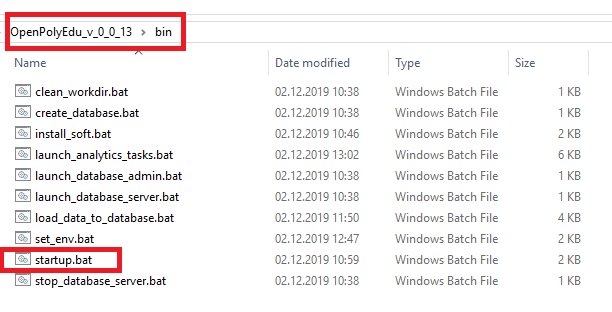 OpenPolyEdu_v_0_0_13 > bin
Name Date modified Type Size
clean_workdir.bat 02.12.2019 10:38 Windows Batch File 1 KB
create_database.bat 02.12.2019 10:38 Windows Batch File 1 KB
install_soft.bat 02.12.2019 10:46 Windows Batch File 2 KB
launch_analytics_tasks.bat 02.12.2019 13:02 Windows Batch File 6 KB
launch_database_admin.bat 02.12.2019 10:38 Windows Batch File 1 KB
launch_database_server.bat 02.12.2019 10:38 Windows Batch File 1 KB
load_data_to_database.bat 02.12.2019 11:50 Windows Batch File 4 KB
set_env.bat 02.12.2019 12:47 Windows Batch File 2 KB
startup.bat 02.12.2019 10:59 Windows Batch File 2 KB
stop_database_server.bat 02.12.2019 10:38 Windows Batch File 1 KB